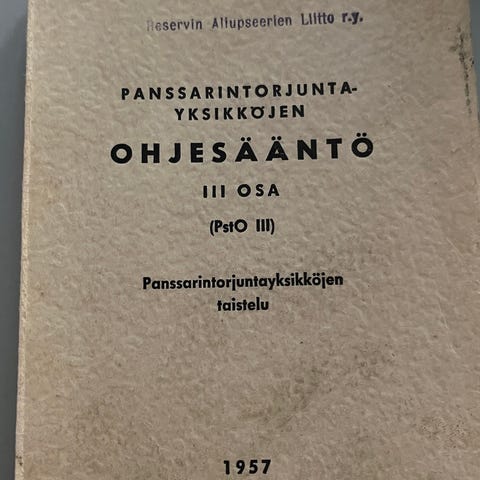 Reservin Aliupseerien Liitto r.y.
PANSSARINTORJUNTA-
YKSIKKÖJEN
OHJESÄÄNTÖ
III OSA
(PstO III)
Panssarintorjuntayksikköjen
taistelu
1957